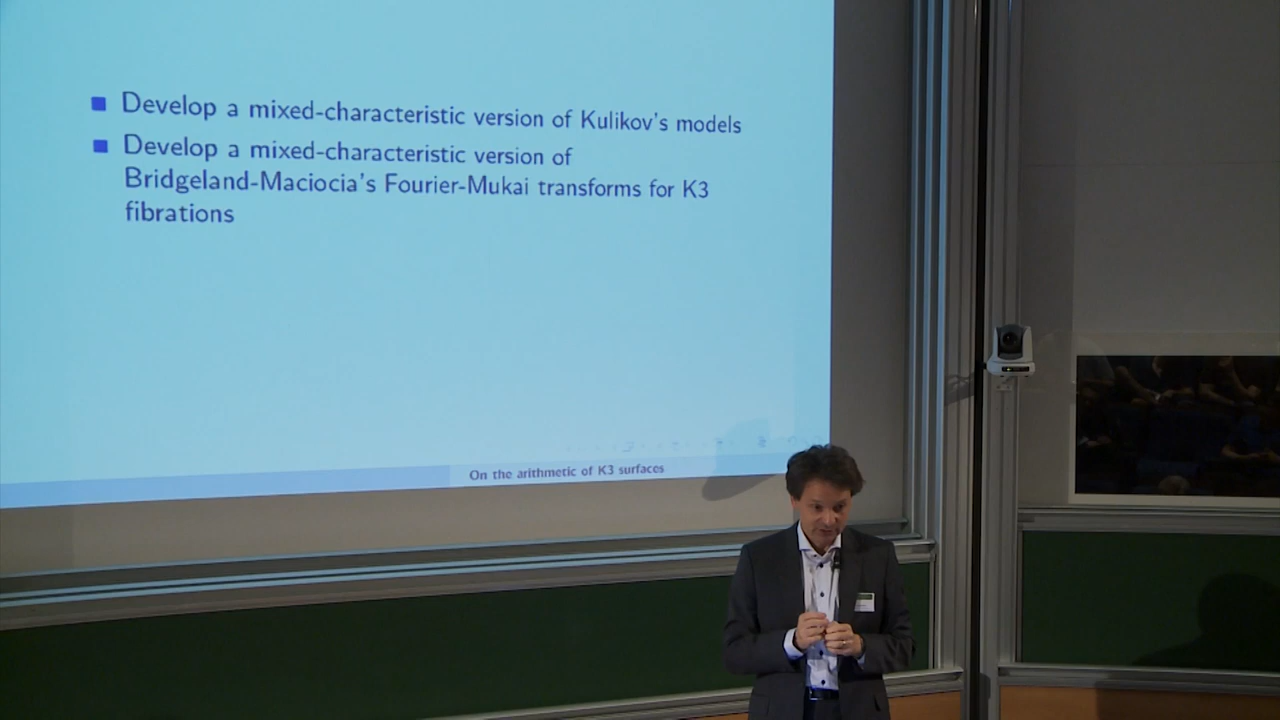 Develop a mixed-characteristic version of Kulikov's models
Develop a mixed-characteristic version of
Bridgeland-Maciocia's Fourier-Mukai transforms for K3
fibrations
On the arithmetic of K3 surfaces